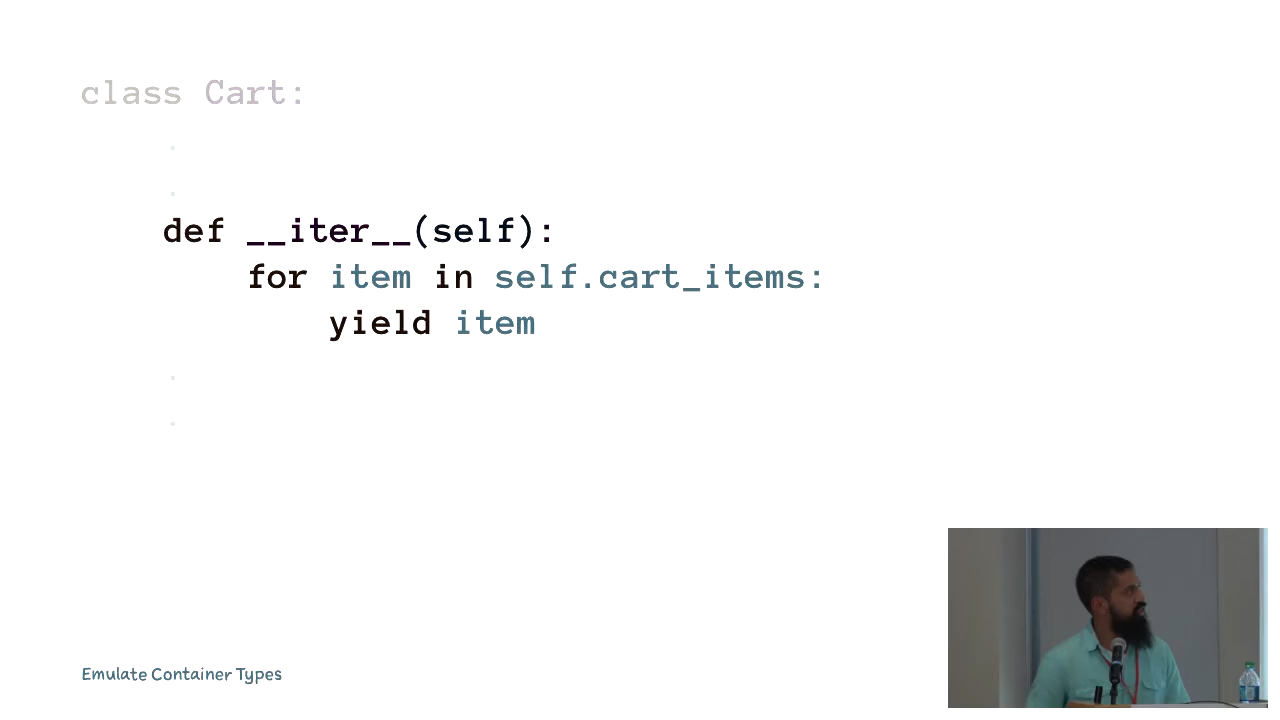 class Cart:
.
.
def __iter__(self):
for item in self.cart_items:
yield item
.
.
Emulate Container Types